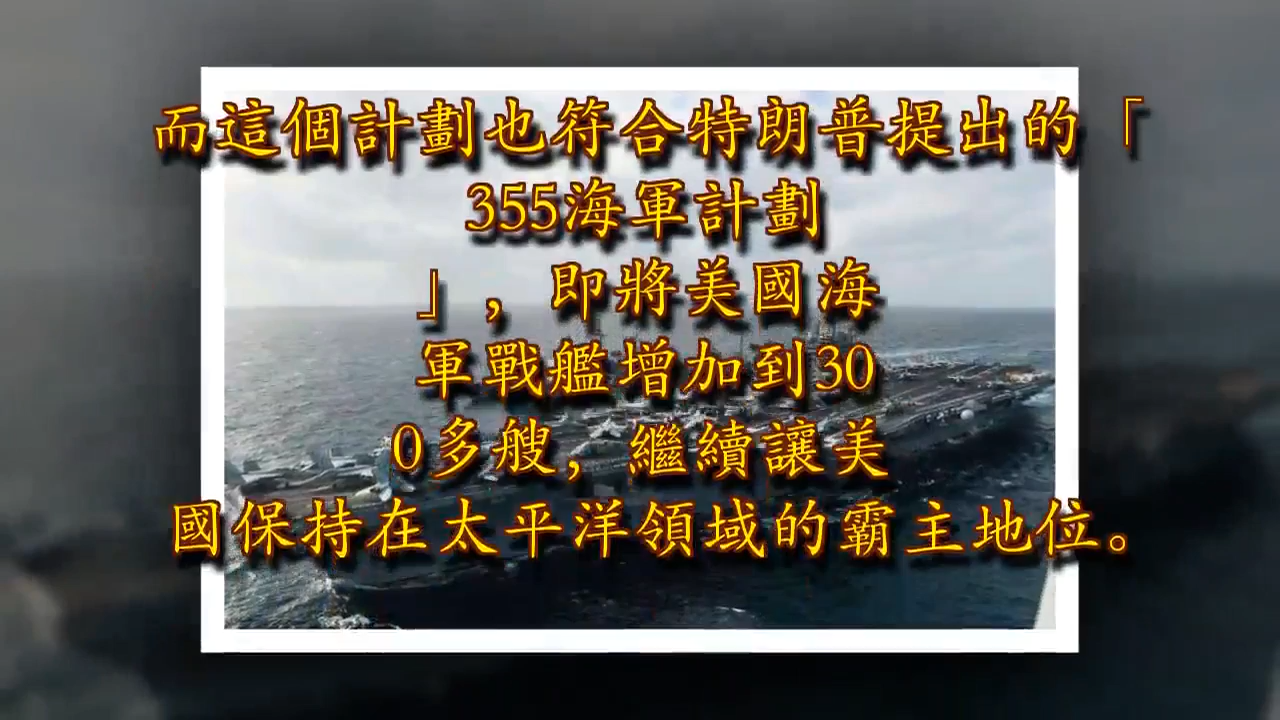 而這個計劃也符合特朗普提出的「
355海軍計劃
」，即將美國海
軍戰艦增加到30
0多艘，繼續讓美
國保持在太平洋領域的霸主地位。